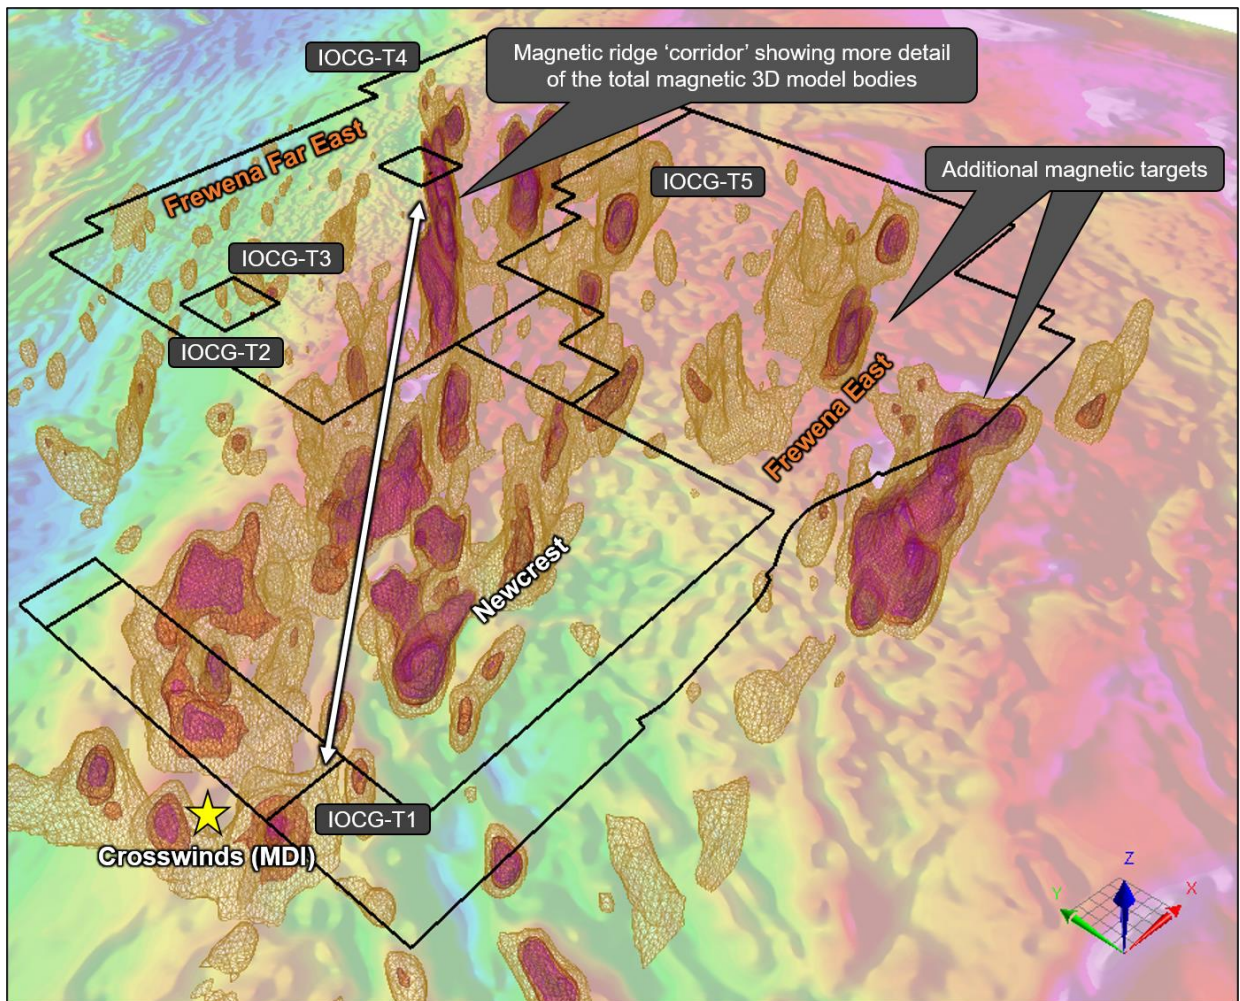 IOCG-T4
Magnetic ridge ‘corridor’ showing more detail
of the total magnetic 3D model bodies
Frewena Far East
IOCG-T5
Additional magnetic targets
IOCG-T3
IOCG-T2
Frewena East
Newcrest
IOCG-T1
Crosswinds (MDI)
Z
Y
X